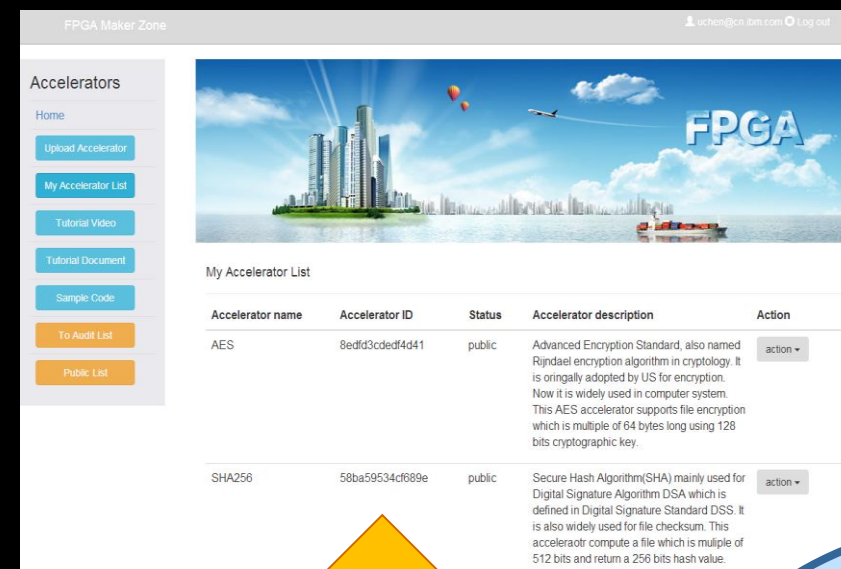 FPGA Maker Zone
uchen@cn.ibm.com Log out
Accelerators
Home
Upload Accelerator
My Accelerator List
Tutorial Video
Tutorial Document
Sample Code
To Audit List
Public List
FPGA
My Accelerator List
Accelerator name Accelerator ID Status Accelerator description Action
AES 8edfd3cdedf4d41 public Advanced Encryption Standard, also named action
Rijndael encryption algorithm in cryptology. It
is oringally adopted by US for encryption.
Now it is widely used in computer system.
This AES accelerator supports file encryption
which is multiple of 64 bytes long using 128
bits cryptographic key.
SHA256 58ba59534cf689e public Secure Hash Algorithm(SHA) mainly used for action
Digital Signature Algorithm DSA which is
defined in Digital Signature Standard DSS. It
is also widely used for file checksum. This
acceleraotr compute a file which is muliple of
512 bits and return a 256 bits hash value.